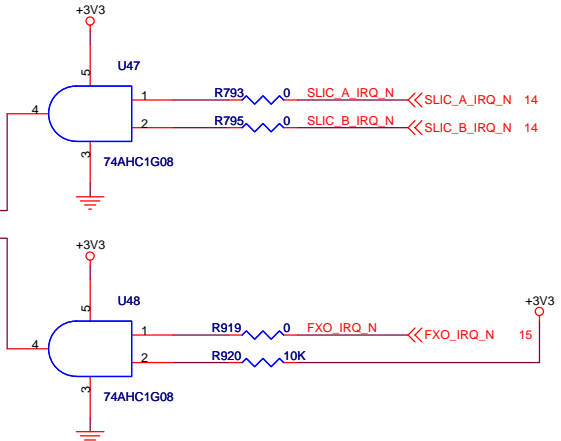 +3V3
5
U47
4
1
R793
0
SLIC_A_IRQ_N
SLIC_A_IRQ_N 14
2
R795
0
SLIC_B_IRQ_N
SLIC_B_IRQ_N 14
3
74AHC1G08
+3V3
5
U48
+3V3
4
1
R919
0
FXO_IRQ_N
FXO_IRQ_N 15
2
R920
10K
3
74AHC1G08